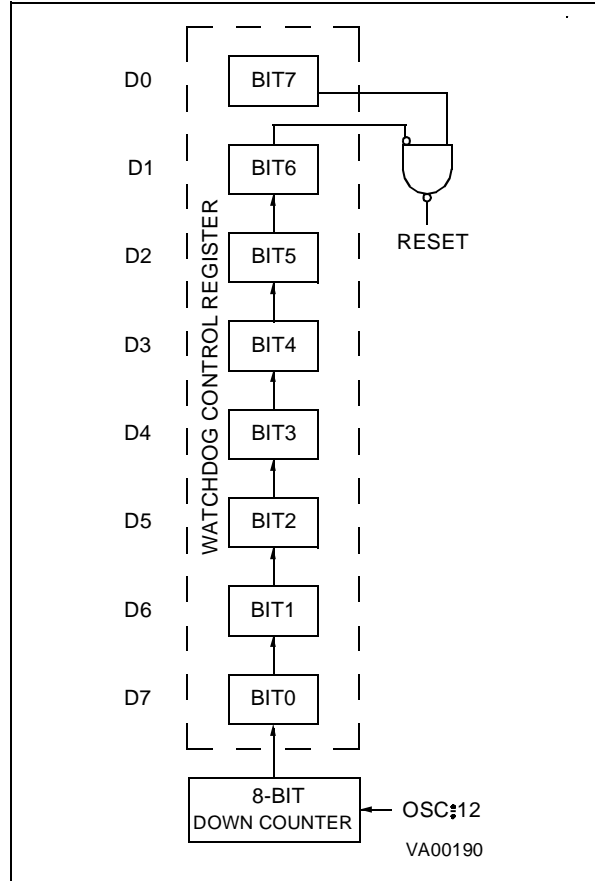 D0 BIT7
D1 BIT6
RESET
D2 BIT5
D3 BIT4
D4 BIT3
D5 BIT2
D6 BIT1
D7 BIT0
WATCHDOG CONTROL REGISTER
8-BIT
DOWN COUNTER
OSC÷12
VA00190